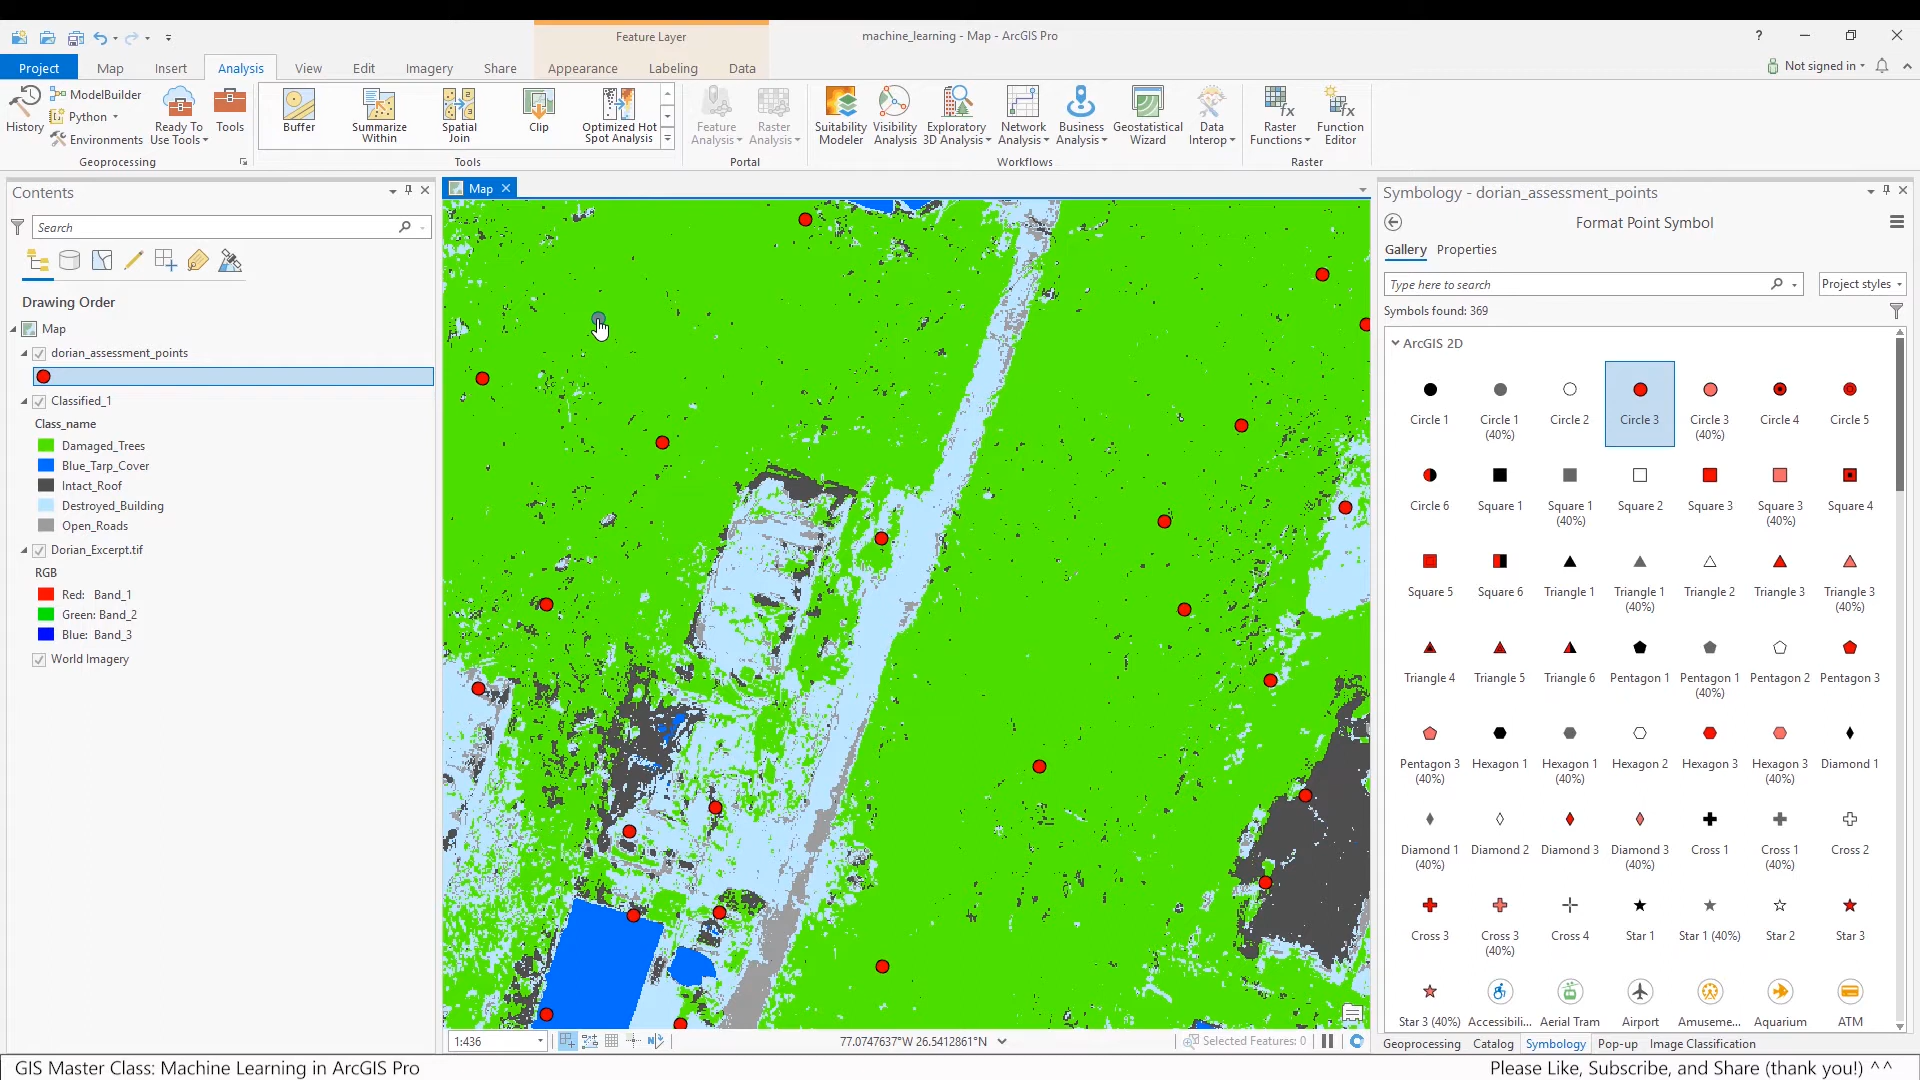 Feature Layer
machine_learning - Map - ArcGIS Pro
?
Project
Map
Insert
Analysis
View
Edit
Imagery
Share
Appearance
Labeling
Data
Not signed in
History
ModelBuilder
Python
Environments
Ready To
Use Tools
Tools
Geoprocessing
Buffer
Summarize
Within
Spatial
Join
Clip
Optimized Hot
Spot Analysis
Tools
Feature
Analysis
Raster
Analysis
Portal
Suitability
Modeler
Visibility
Analysis
Exploratory
3D Analysis
Network
Analysis
Business
Analysis
Geostatistical
Wizard
Data
Interop
Workflows
Raster
Functions
Function
Editor
Raster
Contents
Search
Drawing Order
Map
dorian_assessment_points
Classified_1
Class_name
Damaged_Trees
Blue_Tarp_Cover
Intact_Roof
Destroyed_Building
Open_Roads
Dorian_Excerpt.tif
RGB
Red: Band_1
Green: Band_2
Blue: Band_3
World Imagery
Map
1:436
77.0747637°W 26.5412861°N
Selected Features: 0
Symbology - dorian_assessment_points
Format Point Symbol
Gallery
Properties
Type here to search
Project styles
Symbols found: 369
ArcGIS 2D
Circle 1
Circle 1
(40%)
Circle 2
Circle 3
Circle 3
(40%)
Circle 4
Circle 5
Circle 6
Square 1
Square 1
(40%)
Square 2
Square 3
Square 3
(40%)
Square 4
Square 5
Square 6
Triangle 1
Triangle 1
(40%)
Triangle 2
Triangle 3
Triangle 3
(40%)
Triangle 4
Triangle 5
Triangle 6
Pentagon 1
Pentagon 1
(40%)
Pentagon 2
Pentagon 3
Pentagon 3
(40%)
Hexagon 1
Hexagon 1
(40%)
Hexagon 2
Hexagon 3
Hexagon 3
(40%)
Diamond 1
Diamond 1
(40%)
Diamond 2
Diamond 3
Diamond 3
(40%)
Cross 1
Cross 1
(40%)
Cross 2
Cross 3
Cross 3
(40%)
Cross 4
Star 1
Star 1 (40%)
Star 2
Star 3
Star 3 (40%)
Accessibili...
Aerial Tram
Airport
Amuseme...
Aquarium
ATM
Geoprocessing
Catalog
Symbology
Pop-up
Image Classification
GIS Master Class: Machine Learning in ArcGIS Pro
Please Like, Subscribe, and Share (thank you!) ^^